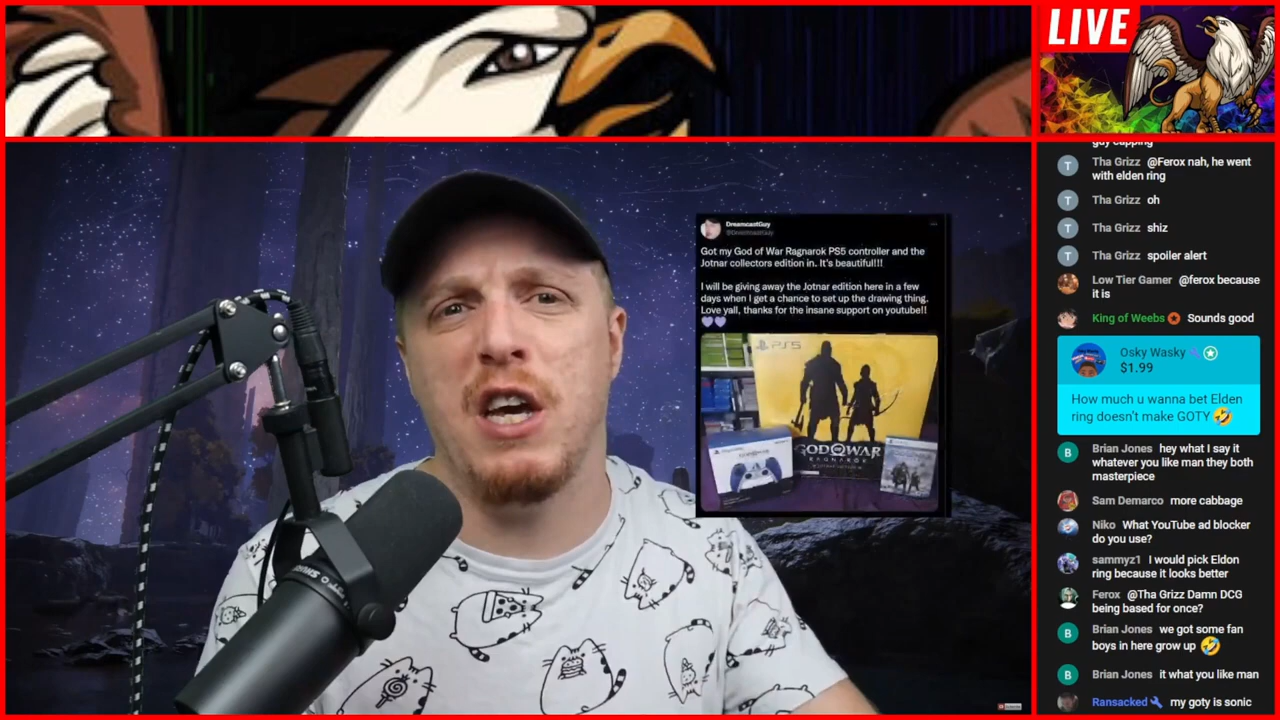 LIVE
guy capping
Tha Grizz @Ferox nah, he went
with elden ring
T
Tha Grizz oh
T
Tha Grizz shiz
T
Tha Grizz spoiler alert
T
Low Tier Gamer @ferox because
it is
King of Weebs Sounds good
Osky Wasky
$1.99
How much u wanna bet Elden
ring doesn't make GOTY 🤣
Brian Jones hey what I say it
B
whatever you like man they both
masterpiece
Sam Demarco more cabbage
Niko What YouTube ad blocker
do you use?
sammyz1 I would pick Eldon
ring because it looks better
Ferox @Tha Grizz Damn DCG
being based for once?
Brian Jones we got some fan
B
boys in here grow up 🤣
Brian Jones it what you like man
B
Ransacked my goty is sonic
DreamcastGuy
Got my God of War Ragnarok PS5 controller and the
Jotnar collectors edition in. It's beautiful!!!
I will be giving away the Jotnar edition here in a few
days when I get a chance to set up the drawing thing.
Love yall, thanks for the insane support on youtube!!
💜💜
PS5
GOD OF WAR
RAGNARÖK